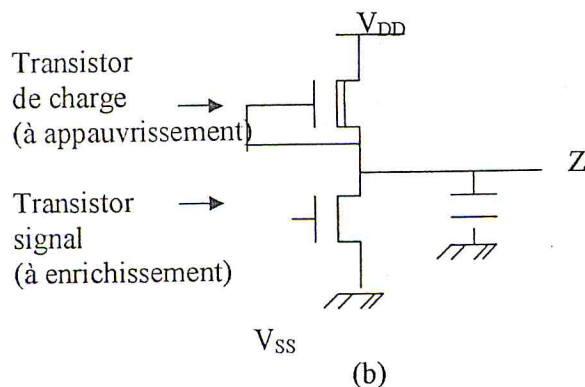 V_DD
Transistor
de charge
(à appauvrissement)
Z
Transistor
signal
(à enrichissement)
V_SS
(b)